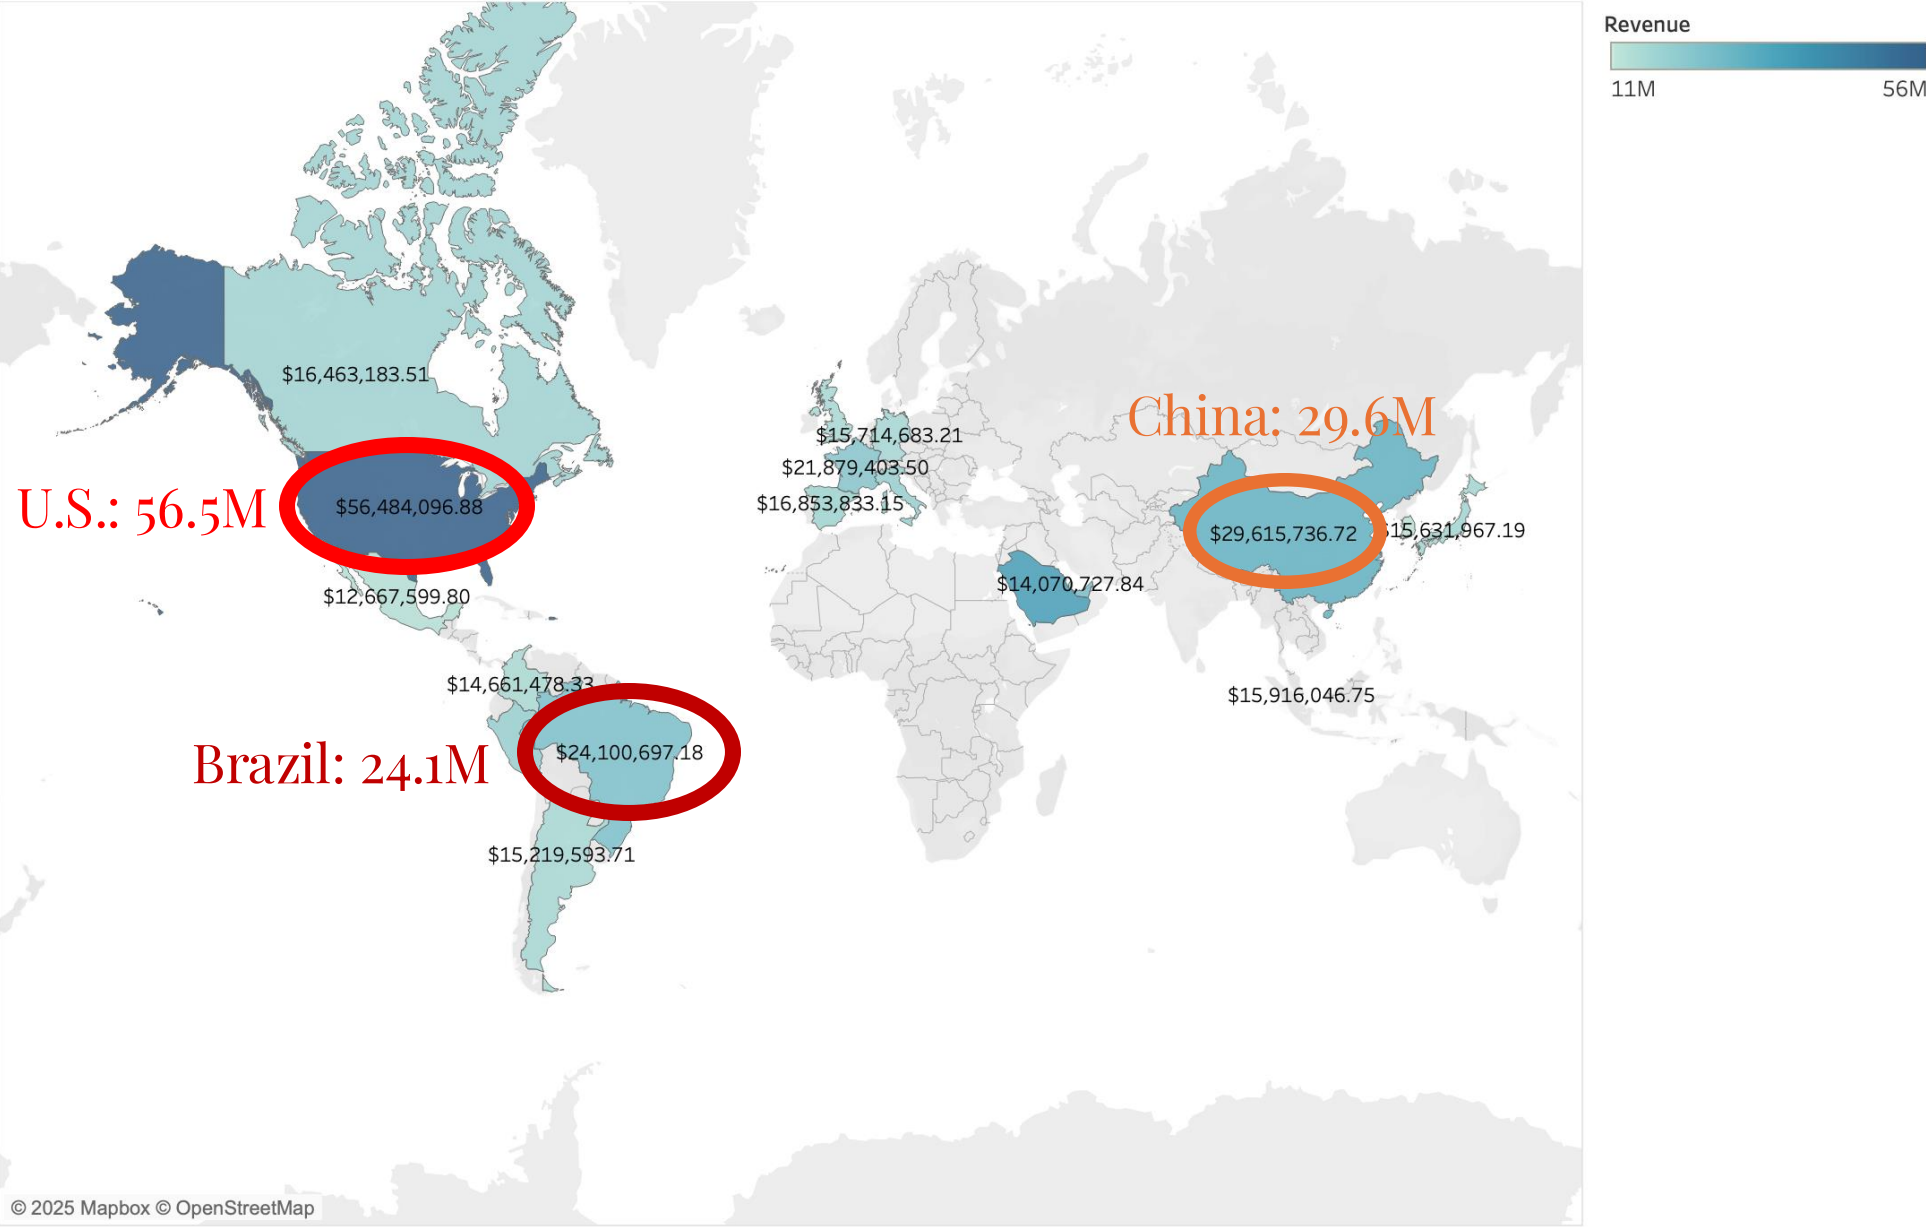 Revenue
11M
56M
$16,463,183.51
$15,714,683.21
China: 29.6M
$21,879,403.50
$16,853,833.15
U.S.: 56.5M
$56,484,096.88
$29,615,736.72
$15,631,967.19
$12,667,599.80
$14,070,727.84
$14,661,478.33
$15,916,046.75
Brazil: 24.1M
$24,100,697.18
$15,219,593.71
© 2025 Mapbox © OpenStreetMap